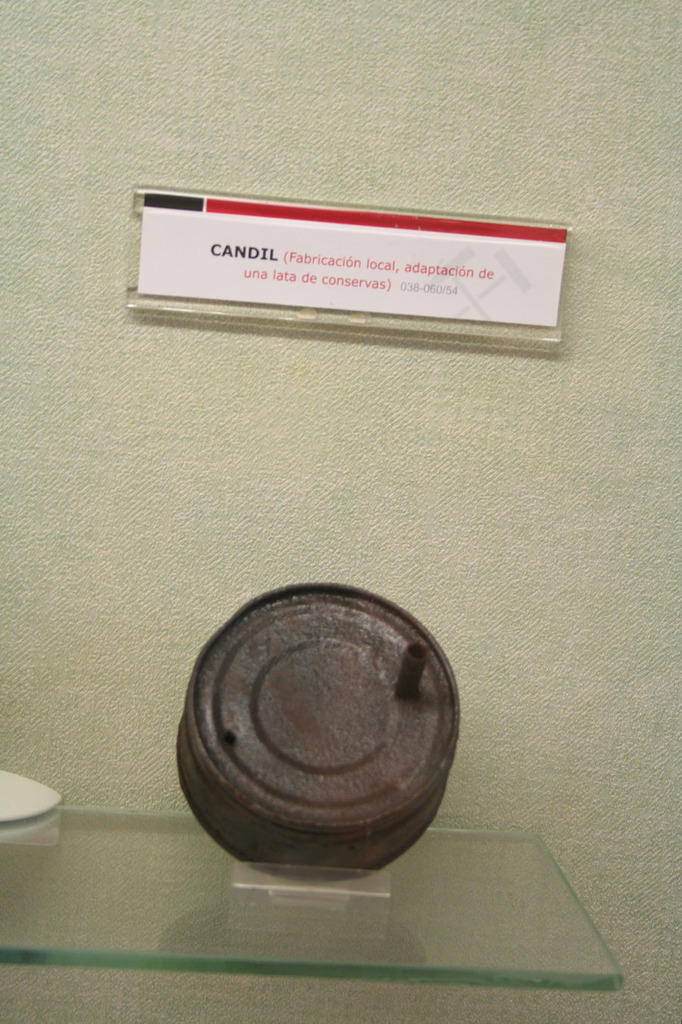 CANDIL (Fabricación local, adaptación de
una lata de conservas) 038-060/54